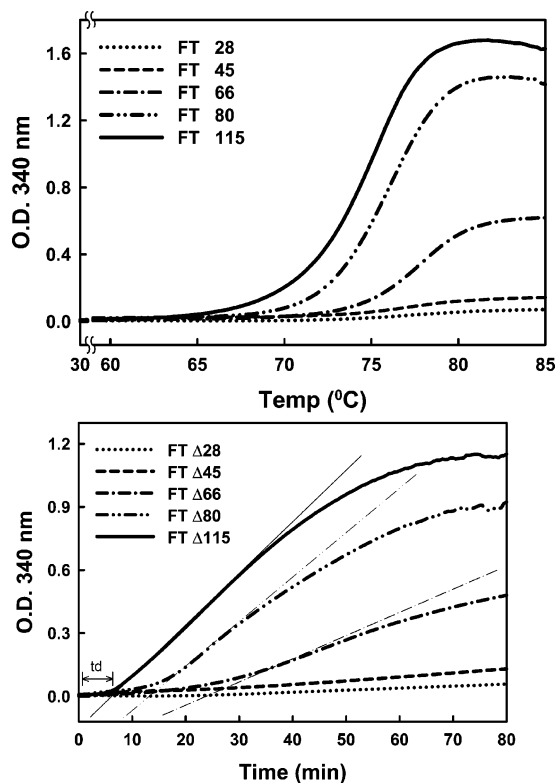 1.6
1.2
0.8
0.4
0.0
O.D. 340 nm
FT 28
FT 45
FT 66
FT 80
FT 115
30 60 65 70 75 80 85
Temp (⁰C)
1.2
0.9
0.6
0.3
0.0
O.D. 340 nm
FT Δ28
FT Δ45
FT Δ66
FT Δ80
FT Δ115
td
0 10 20 30 40 50 60 70 80
Time (min)